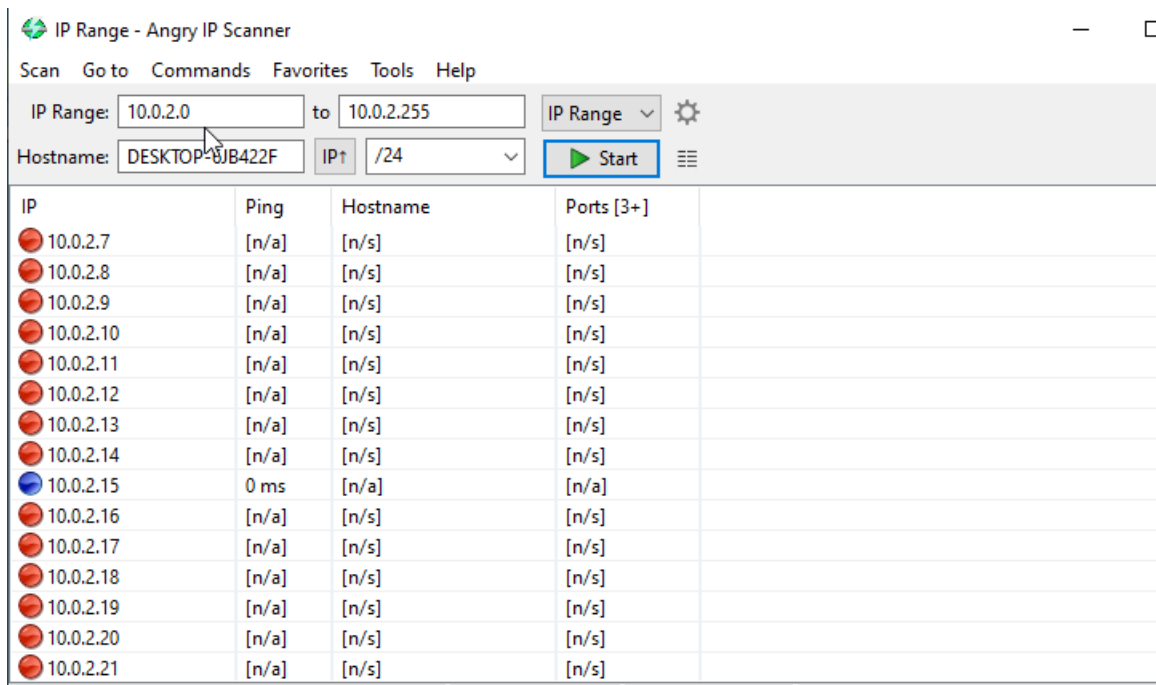 IP Range - Angry IP Scanner
Scan Go to Commands Favorites Tools Help
IP Range: 10.0.2.0 to 10.0.2.255 IP Range
Hostname: DESKTOP-0JB422F IP↑ /24 Start
IP Ping Hostname Ports [3+]
10.0.2.7 [n/a] [n/s] [n/s]
10.0.2.8 [n/a] [n/s] [n/s]
10.0.2.9 [n/a] [n/s] [n/s]
10.0.2.10 [n/a] [n/s] [n/s]
10.0.2.11 [n/a] [n/s] [n/s]
10.0.2.12 [n/a] [n/s] [n/s]
10.0.2.13 [n/a] [n/s] [n/s]
10.0.2.14 [n/a] [n/s] [n/s]
10.0.2.15 0 ms [n/a] [n/a]
10.0.2.16 [n/a] [n/s] [n/s]
10.0.2.17 [n/a] [n/s] [n/s]
10.0.2.18 [n/a] [n/s] [n/s]
10.0.2.19 [n/a] [n/s] [n/s]
10.0.2.20 [n/a] [n/s] [n/s]
10.0.2.21 [n/a] [n/s] [n/s]